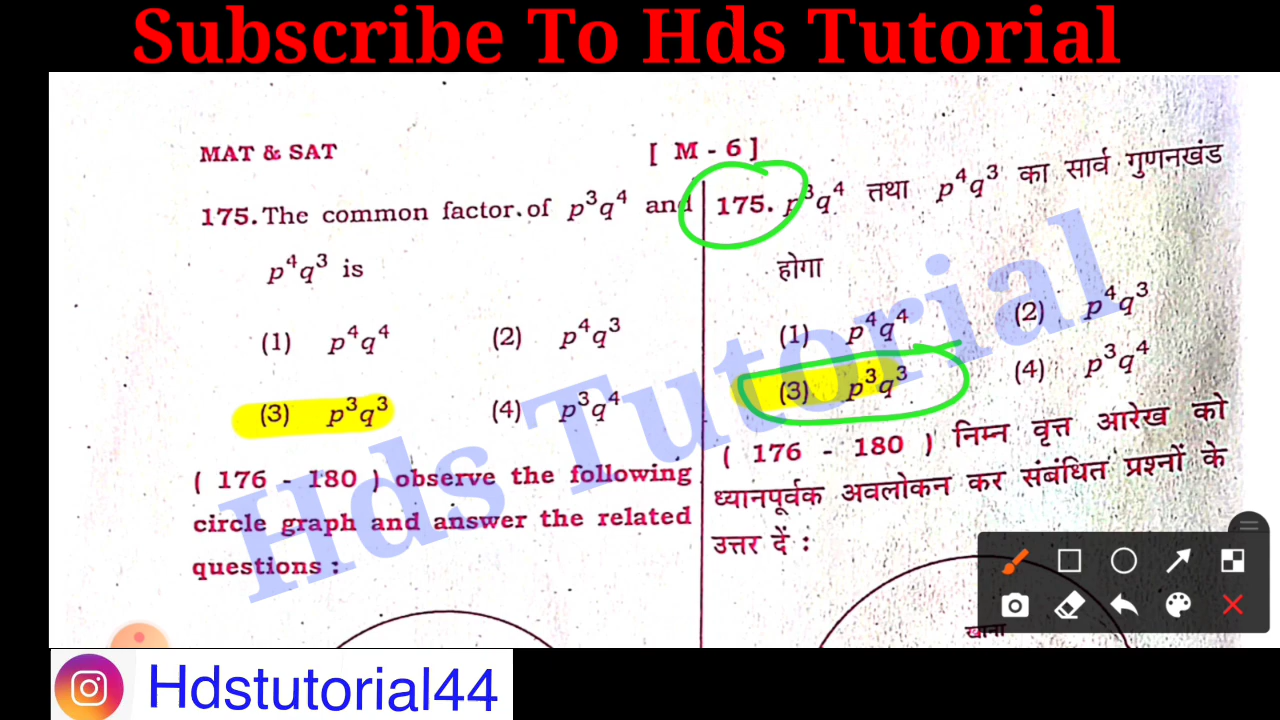 Subscribe To Hds Tutorial
MAT & SAT
[ M - 6 ]
175. The common factor of p³q⁴ and
p⁴q³ is
(1) p⁴q⁴ (2) p⁴q³
(3) p³q³ (4) p³q⁴
( 176 - 180 ) observe the following
circle graph and answer the related
questions :
175. p³q⁴ तथा p⁴q³ का सार्व गुणनखंड
होगा
(1) p⁴q⁴ (2) p⁴q³
(3) p³q³ (4) p³q⁴
( 176 - 180 ) निम्न वृत्त आरेख को
ध्यानपूर्वक अवलोकन कर संबंधित प्रश्नों के
उत्तर दें :
खाना
Hds Tutorial
Hdstutorial44